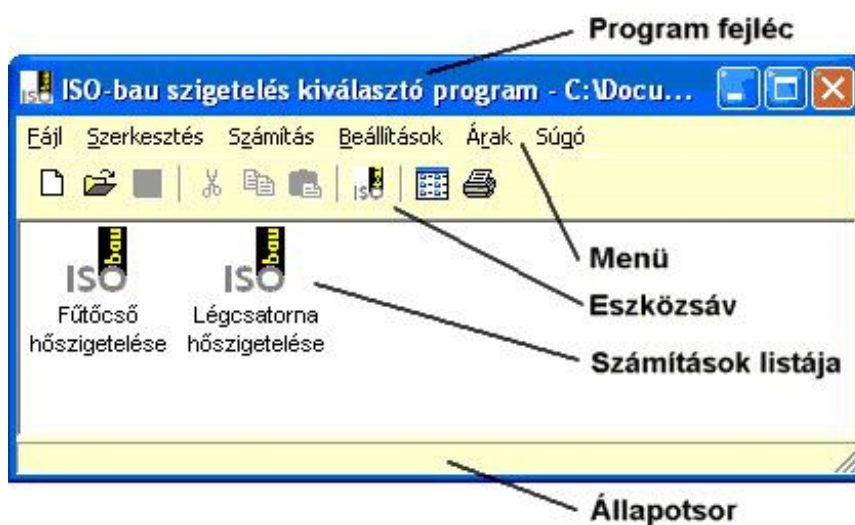 Program fejléc
ISO-bau szigetelés kiválasztó program - C:\Docu...
Fájl Szerkesztés Számítás Beállítások Árak Súgó
ISO
bau ISO
bau ISO
Fűtőcső hőszigetelése
Légcsatorna hőszigetelése
Menü
Eszközsáv
Számítások listája
Állapotsor